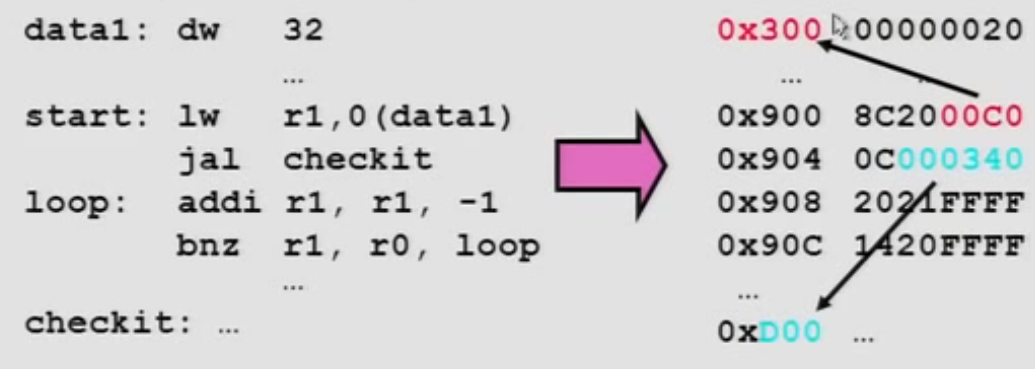 data1: dw 32 0x300 00000020
… … …
start: lw r1,0(data1) 0x900 8C2000C0
jal checkit 0x904 0C000340
loop: addi r1, r1, -1 0x908 2021FFFF
bnz r1, r0, loop 0x90C 1420FFFF
… …
checkit: … 0xD00 …